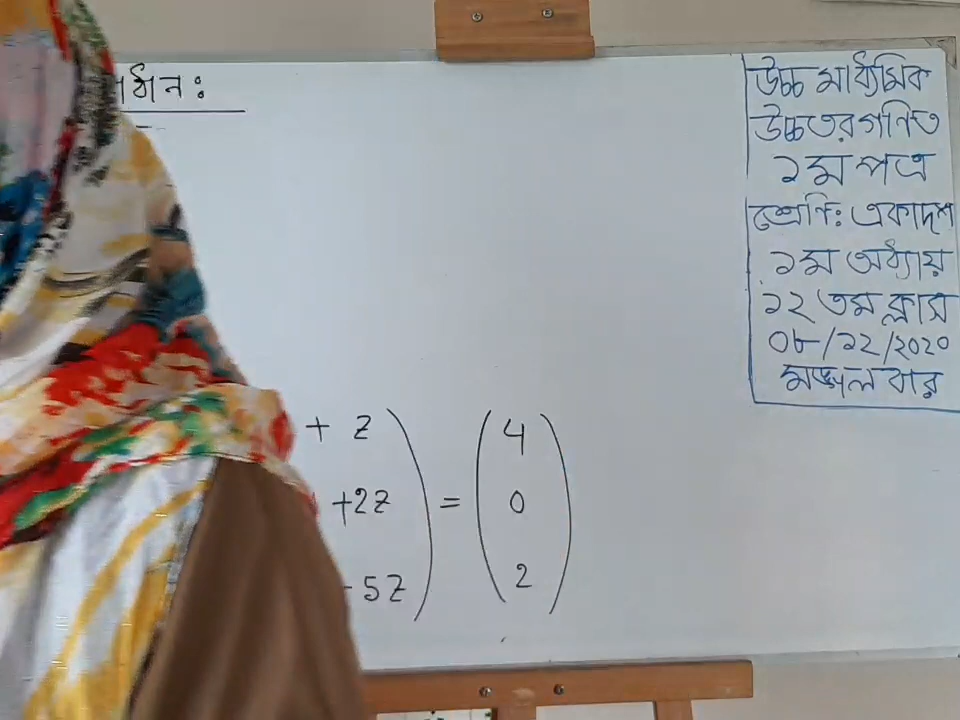 উচ্চ মাধ্যমিক
উচ্চতর গণিত
১ম পত্র
শ্রেণি: একাদশ
১ম অধ্যায়
১২ তম ক্লাস
০৮/১২/২০২০
মঙ্গল বার
+ z
+2z
- 5z
=
4
0
2